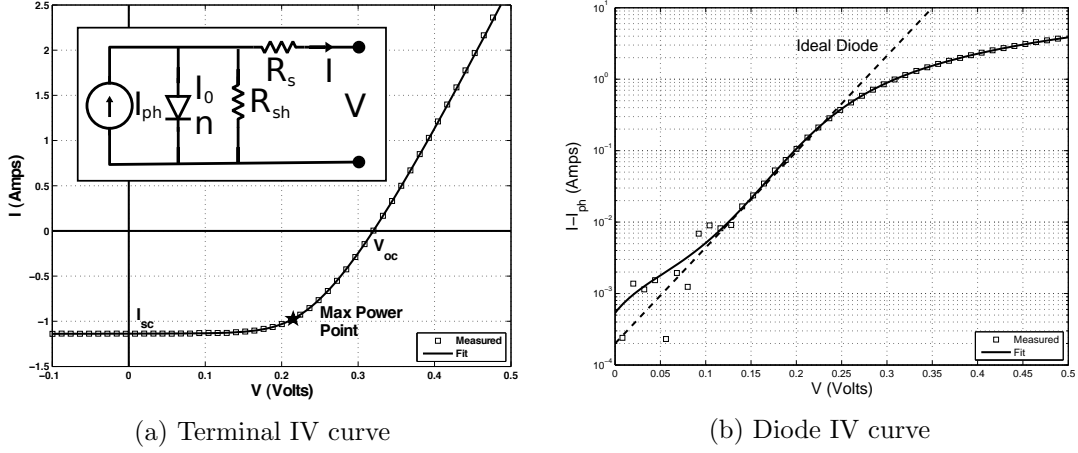 2.5
2
1.5
1
0.5
0
−0.5
−1
−1.5
−0.1 0 0.1 0.2 0.3 0.4 0.5
I (Amps)
V (Volts)
I_ph
I_0
n
R_sh
R_s
I
V
V_oc
I_sc
Max Power
Point
Measured
Fit
(a) Terminal IV curve
10^1
10^0
10^−1
10^−2
10^−3
10^−4
0 0.05 0.1 0.15 0.2 0.25 0.3 0.35 0.4 0.45 0.5
I−I_ph (Amps)
V (Volts)
Ideal Diode
Measured
Fit
(b) Diode IV curve